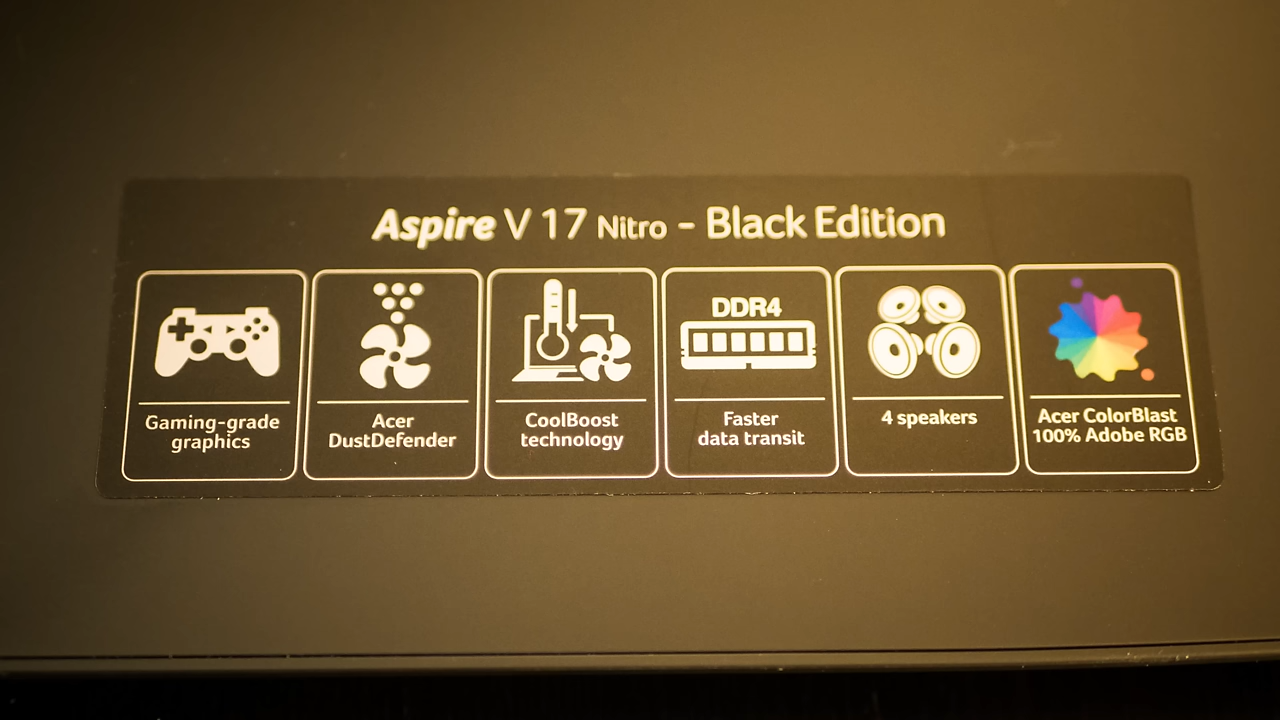 Aspire V 17 Nitro - Black Edition
Gaming-grade
graphics
Acer
DustDefender
CoolBoost
technology
DDR4
Faster
data transit
4 speakers
Acer ColorBlast
100% Adobe RGB